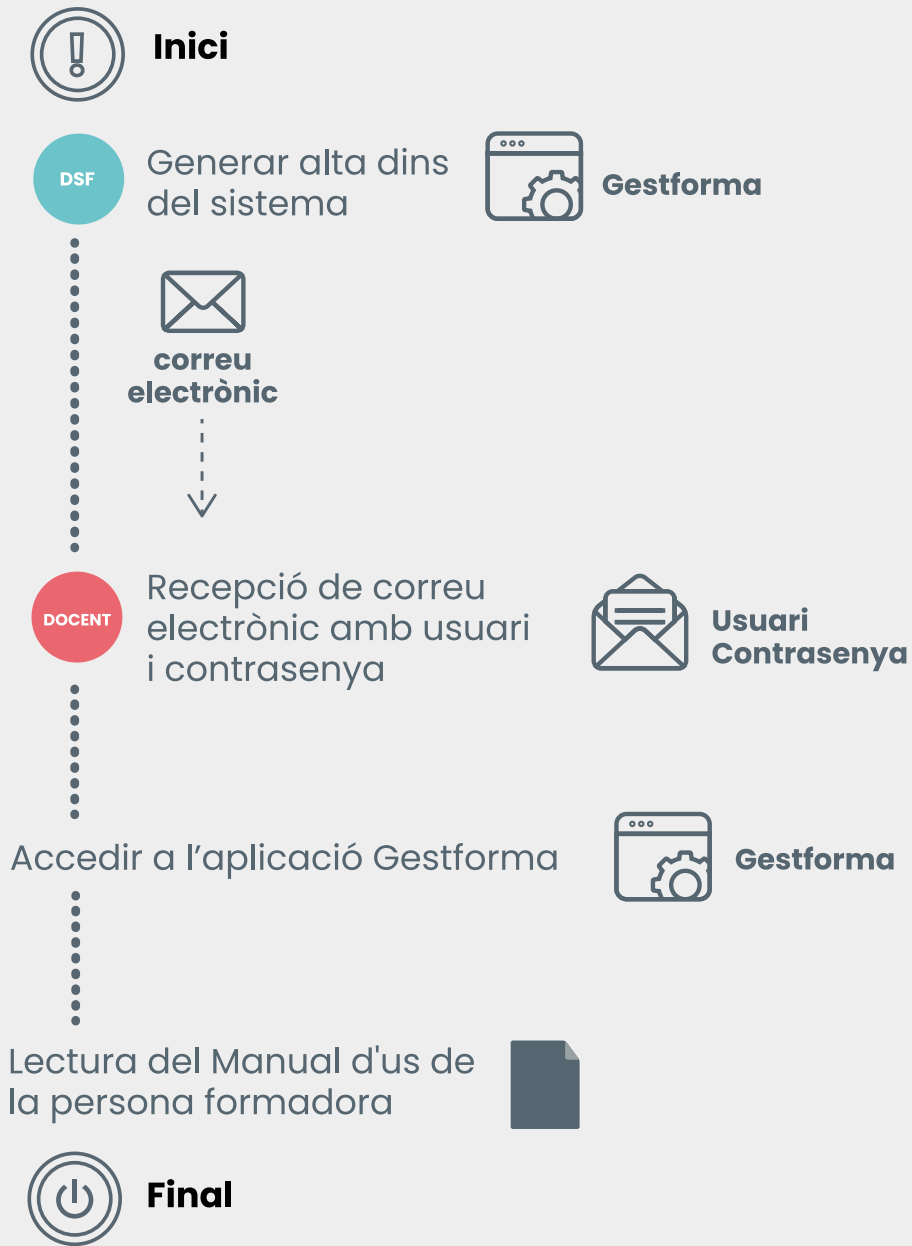 Inici
DSF
Generar alta dins
del sistema
Gestforma
correu
electrònic
DOCENT
Recepció de correu
electrònic amb usuari
i contrasenya
Usuari
Contrasenya
Accedir a l’aplicació Gestforma
Gestforma
Lectura del Manual d'us de
la persona formadora
Final